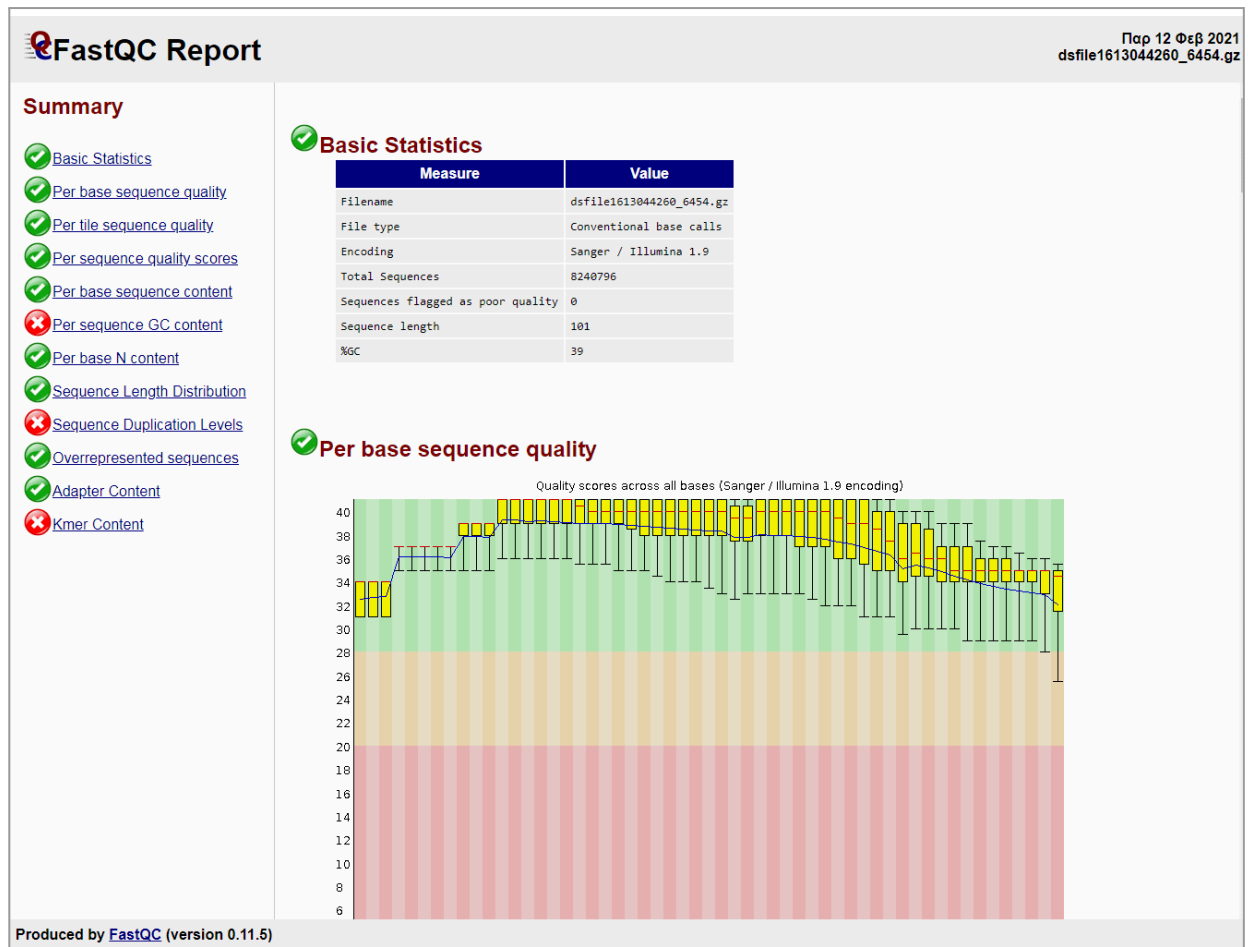 FastQC Report
Παρ 12 Φεβ 2021
dsfile1613044260_6454.gz
Summary
Basic Statistics
Per base sequence quality
Per tile sequence quality
Per sequence quality scores
Per base sequence content
Per sequence GC content
Per base N content
Sequence Length Distribution
Sequence Duplication Levels
Overrepresented sequences
Adapter Content
Kmer Content
Basic Statistics
Measure Value
Filename dsfile1613044260_6454.gz
File type Conventional base calls
Encoding Sanger / Illumina 1.9
Total Sequences 8240796
Sequences flagged as poor quality 0
Sequence length 101
%GC 39
Per base sequence quality
Quality scores across all bases (Sanger / Illumina 1.9 encoding)
40
38
36
34
32
30
28
26
24
22
20
18
16
14
12
10
8
6
Produced by FastQC (version 0.11.5)